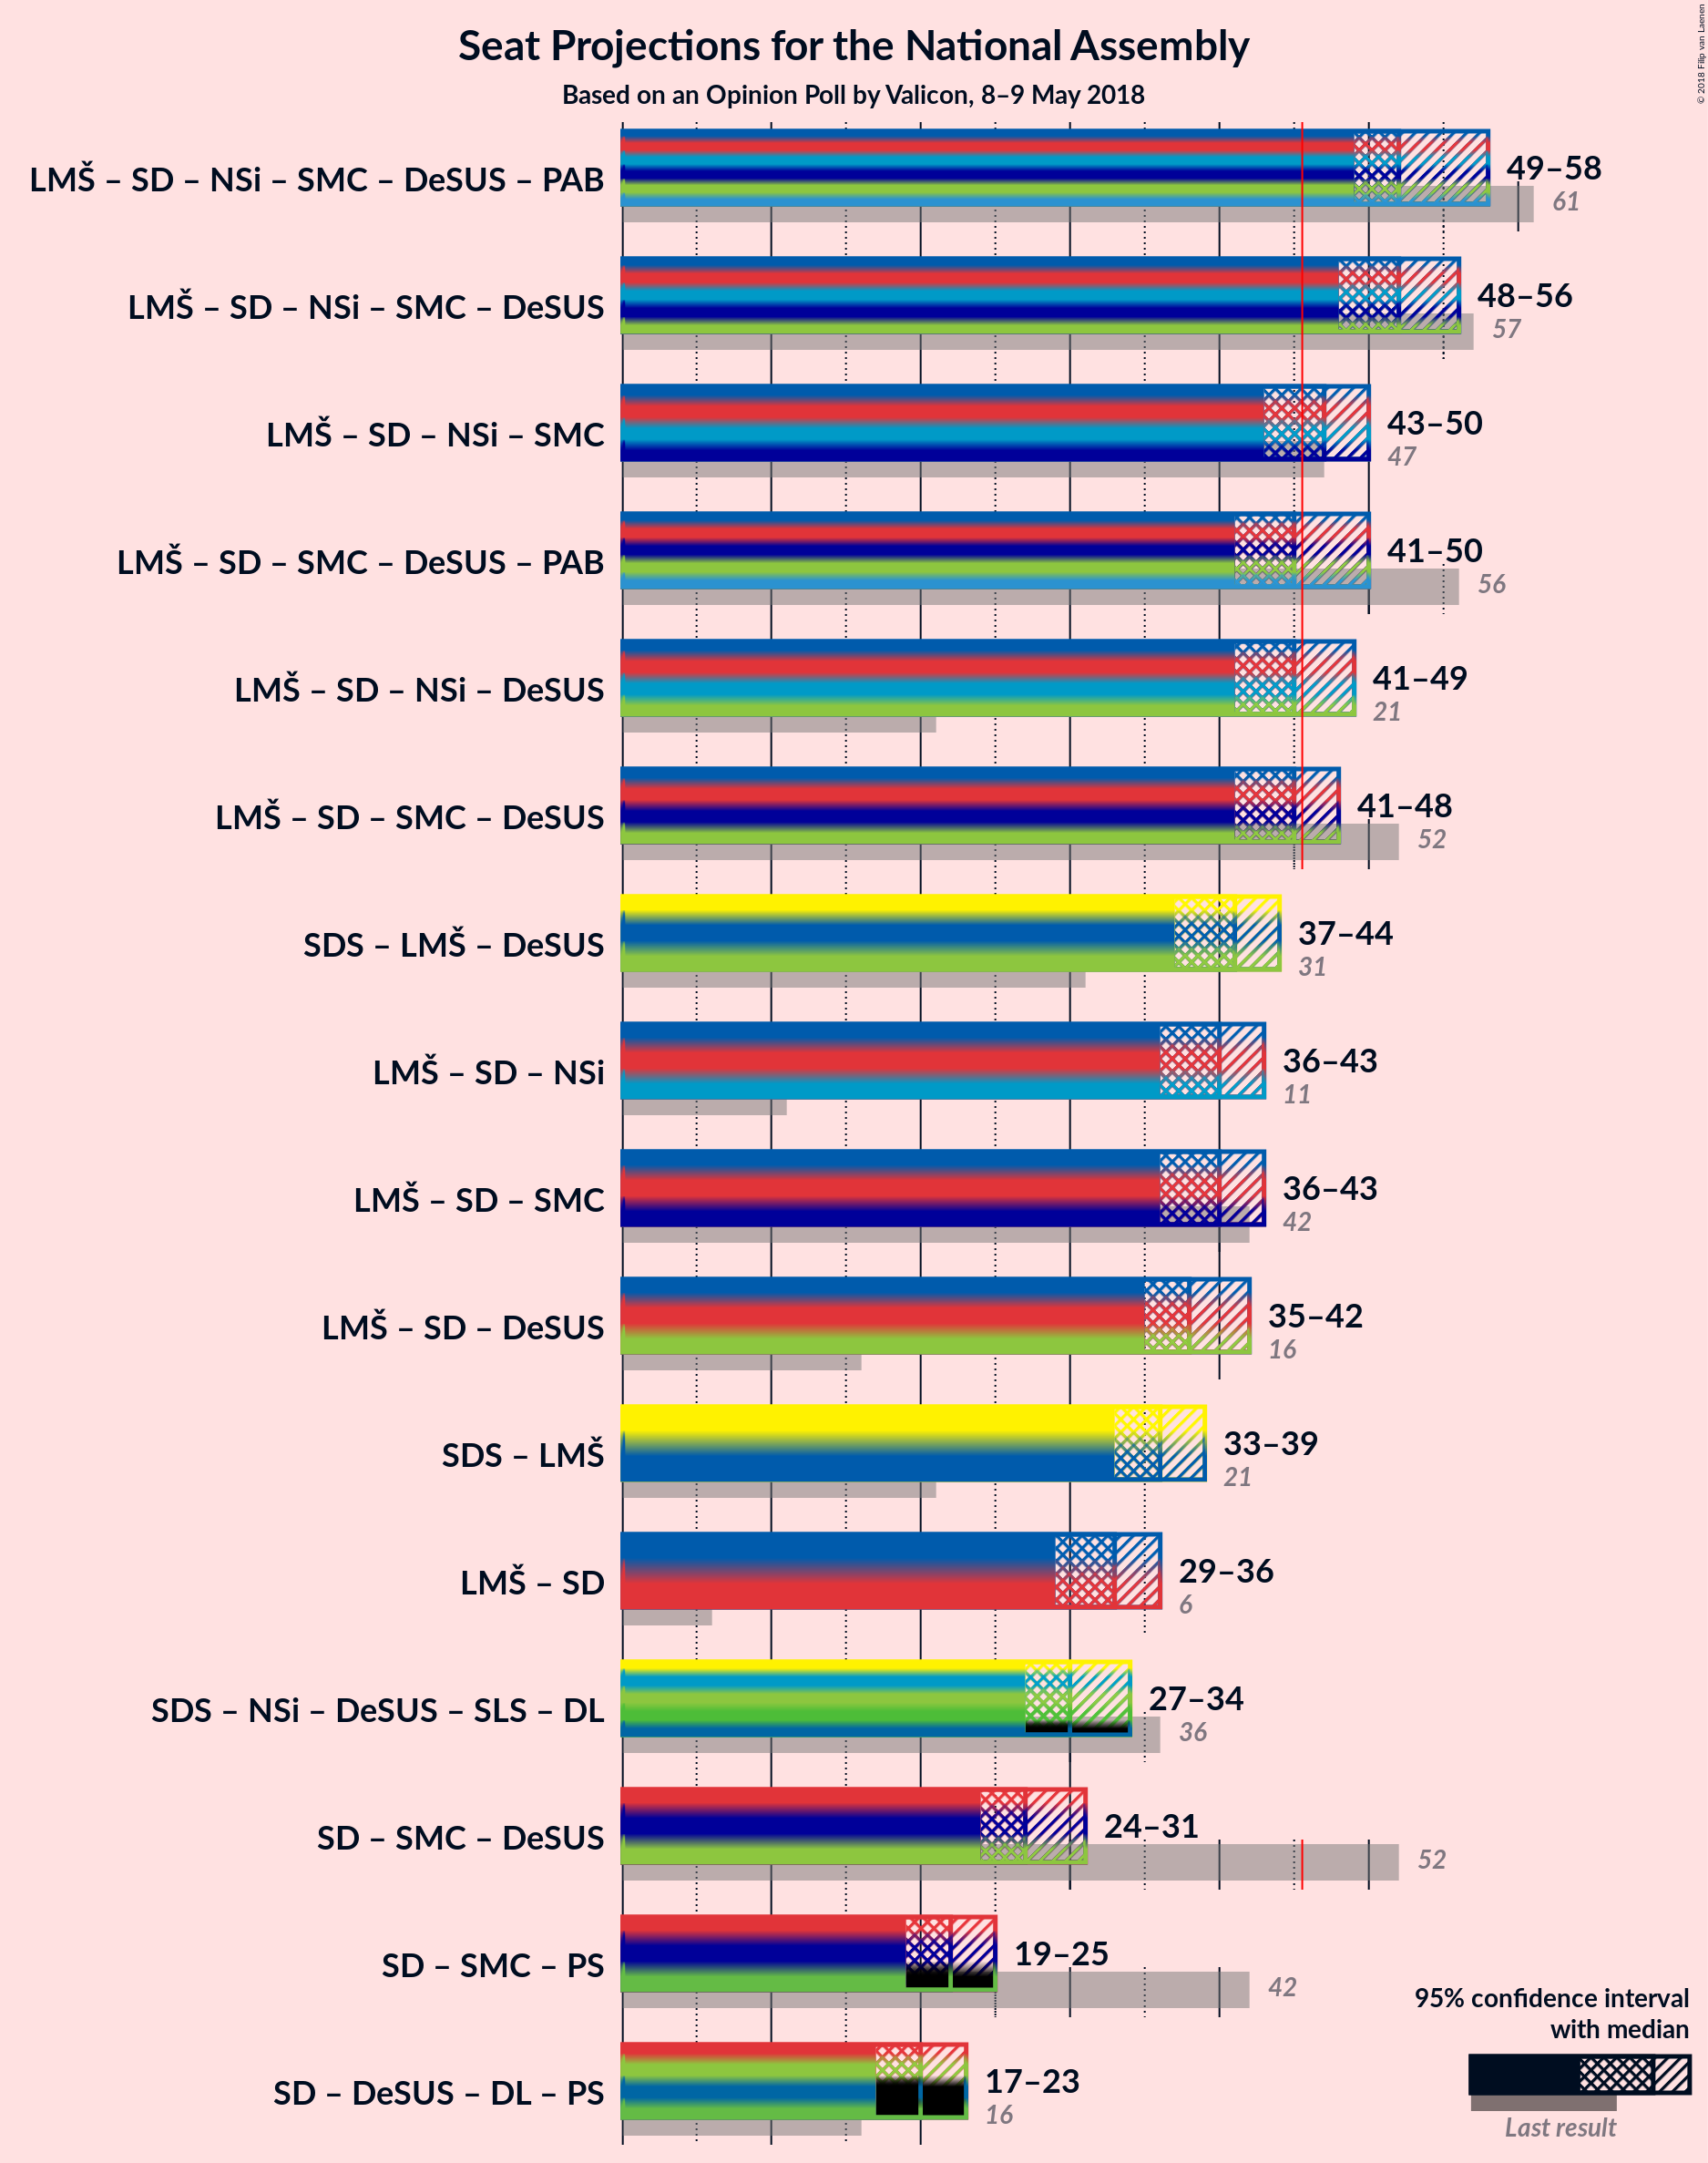 Seat Projections for the National Assembly
Based on an Opinion Poll by Valicon, 8–9 May 2018
© 2018 Filip van Laenen
LMŠ – SD – NSi – SMC – DeSUS – PAB
49–58
61
LMŠ – SD – NSi – SMC – DeSUS
48–56
57
LMŠ – SD – NSi – SMC
43–50
47
LMŠ – SD – SMC – DeSUS – PAB
41–50
56
LMŠ – SD – NSi – DeSUS
41–49
21
LMŠ – SD – SMC – DeSUS
41–48
52
SDS – LMŠ – DeSUS
37–44
31
LMŠ – SD – NSi
36–43
11
LMŠ – SD – SMC
36–43
42
LMŠ – SD – DeSUS
35–42
16
SDS – LMŠ
33–39
21
LMŠ – SD
29–36
6
SDS – NSi – DeSUS – SLS – DL
27–34
36
SD – SMC – DeSUS
24–31
52
SD – SMC – PS
19–25
42
SD – DeSUS – DL – PS
17–23
16
95% confidence interval
with median
Last result